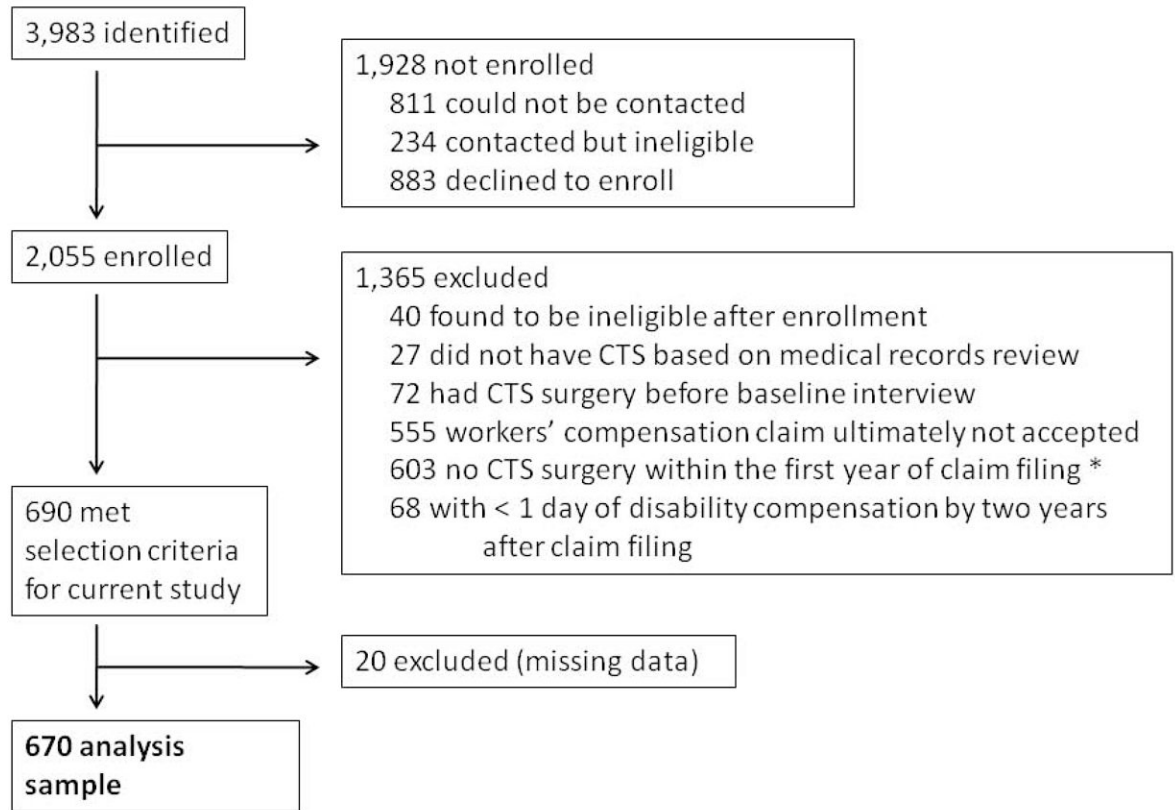 3,983 identified
1,928 not enrolled
811 could not be contacted
234 contacted but ineligible
883 declined to enroll
2,055 enrolled
1,365 excluded
40 found to be ineligible after enrollment
27 did not have CTS based on medical records review
72 had CTS surgery before baseline interview
555 workers’ compensation claim ultimately not accepted
603 no CTS surgery within the first year of claim filing *
68 with < 1 day of disability compensation by two years
after claim filing
690 met
selection criteria
for current study
20 excluded (missing data)
670 analysis
sample